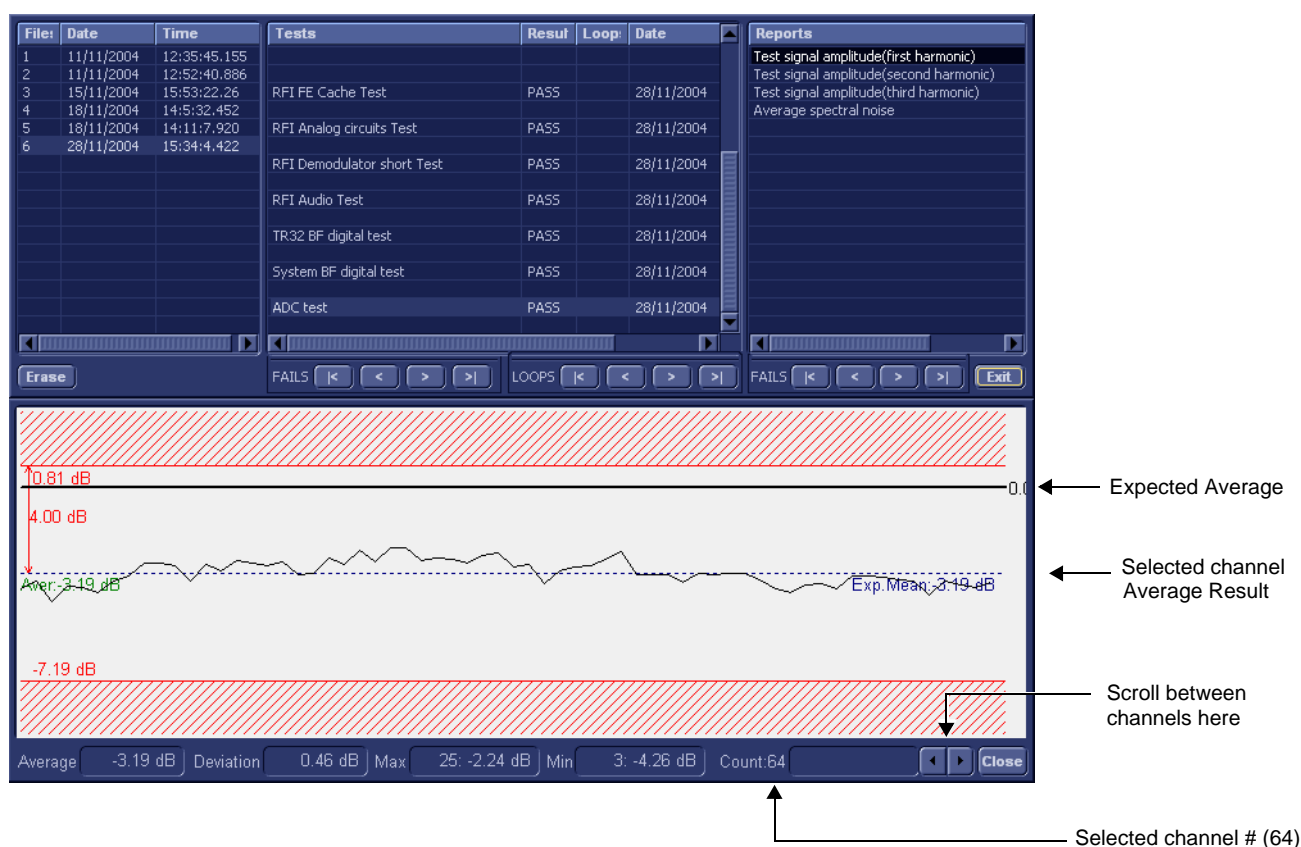 File: Date Time
1 11/11/2004 12:35:45.155
2 11/11/2004 12:52:40.886
3 15/11/2004 15:53:22.26
4 18/11/2004 14:5:32.452
5 18/11/2004 14:11:7.920
6 28/11/2004 15:34:4.422
Erase
Tests Resul Loop: Date
RFI FE Cache Test PASS 28/11/2004
RFI Analog circuits Test PASS 28/11/2004
RFI Demodulator short Test PASS 28/11/2004
RFI Audio Test PASS 28/11/2004
TR32 BF digital test PASS 28/11/2004
System BF digital test PASS 28/11/2004
ADC test PASS 28/11/2004
FAILS |< < > >| LOOPS |< < > >|
Reports
Test signal amplitude(first harmonic)
Test signal amplitude(second harmonic)
Test signal amplitude(third harmonic)
Average spectral noise
FAILS |< < > >| Exit
0.81 dB
0.0
4.00 dB
Aver:-3.19 dB
Exp.Mean:-3.19 dB
-7.19 dB
Average -3.19 dB Deviation 0.46 dB Max 25: -2.24 dB Min 3: -4.26 dB Count:64 Close
Expected Average
Selected channel
Average Result
Scroll between
channels here
Selected channel # (64)